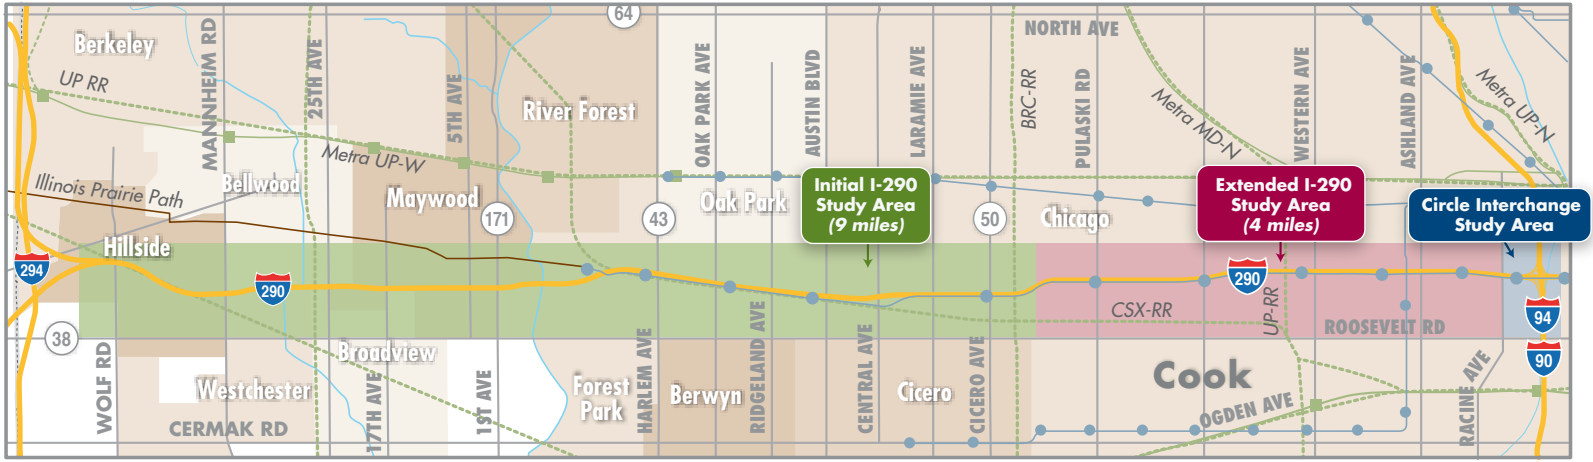 64
Berkeley
MANNHEIM RD
25TH AVE
5TH AVE
River Forest
OAK PARK AVE
AUSTIN BLVD
LARAMIE AVE
NORTH AVE
BRC-RR
PULASKI RD
Metra MD-N
WESTERN AVE
ASHLAND AVE
Metra UP-N
UP RR
Metra UP-W
Illinois Prairie Path
Bellwood
Maywood
171
43
Oak Park
Initial I-290
Study Area
(9 miles)
50
Chicago
Extended I-290
Study Area
(4 miles)
Circle Interchange
Study Area
Hillside
294
290
290
CSX-RR
UP-RR
ROOSEVELT RD
94
38
90
WOLF RD
Westchester
Broadview
CERMAK RD
17TH AVE
1ST AVE
Forest
Park
HARLEM AVE
Berwyn
RIDGELAND AVE
CENTRAL AVE
Cicero
CICERO AVE
Cook
OGDEN AVE
RACINE AVE